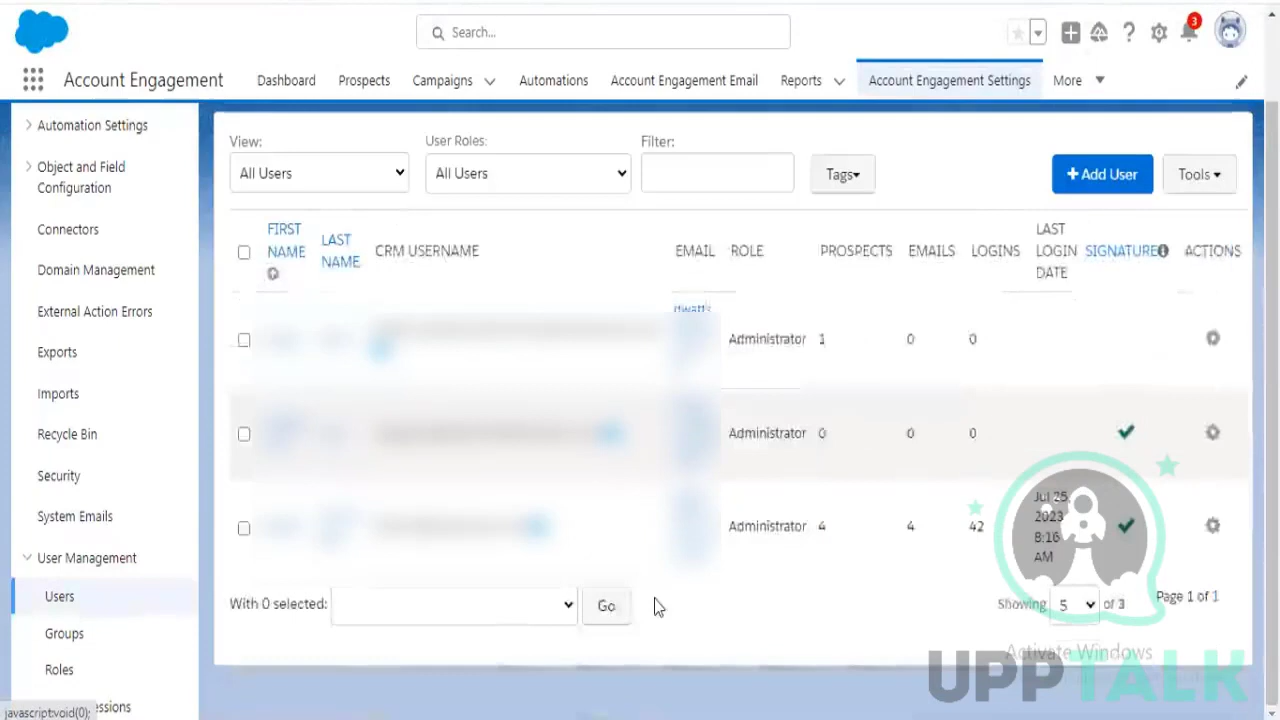 Search...
3
Account Engagement
Dashboard
Prospects
Campaigns
Automations
Account Engagement Email
Reports
Account Engagement Settings
More
Automation Settings
Object and Field
Configuration
Connectors
Domain Management
External Action Errors
Exports
Imports
Recycle Bin
Security
System Emails
User Management
Users
Groups
Roles
javascript:void(0);
View:
User Roles:
Filter:
All Users
All Users
Tags
+Add User
Tools
FIRST
NAME
LAST
NAME
CRM USERNAME
EMAIL
ROLE
PROSPECTS
EMAILS
LOGINS
LAST
LOGIN
DATE
SIGNATURE
ACTIONS
Administrator
1
0
0
Administrator
0
0
0
Administrator
4
4
42
Jul 25,
2023
8:16
AM
With 0 selected:
Go
Showing
5
of 3
Page 1 of 1
Activate Windows
UPPTALK